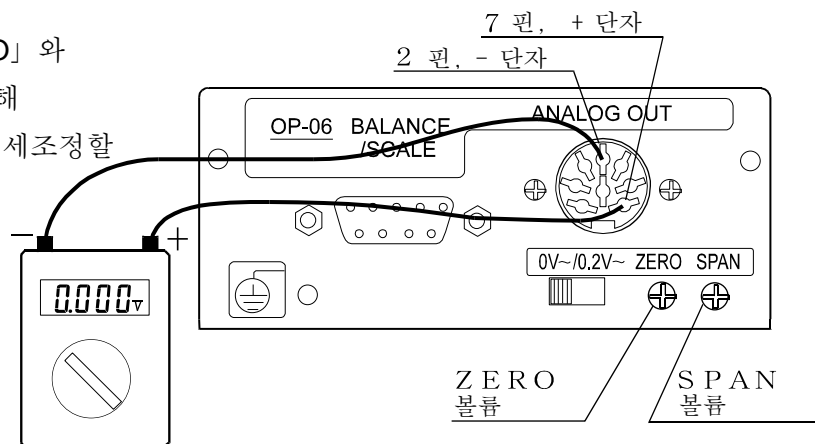 7 핀, + 단자
2 핀, - 단자
」 와
해
세조정할
OP-06 BALANCE
/SCALE
ANALOG OUT
- +
0.000V
0V~/0,2V~ ZERO SPAN
ZERO
볼륨
SPAN
볼륨